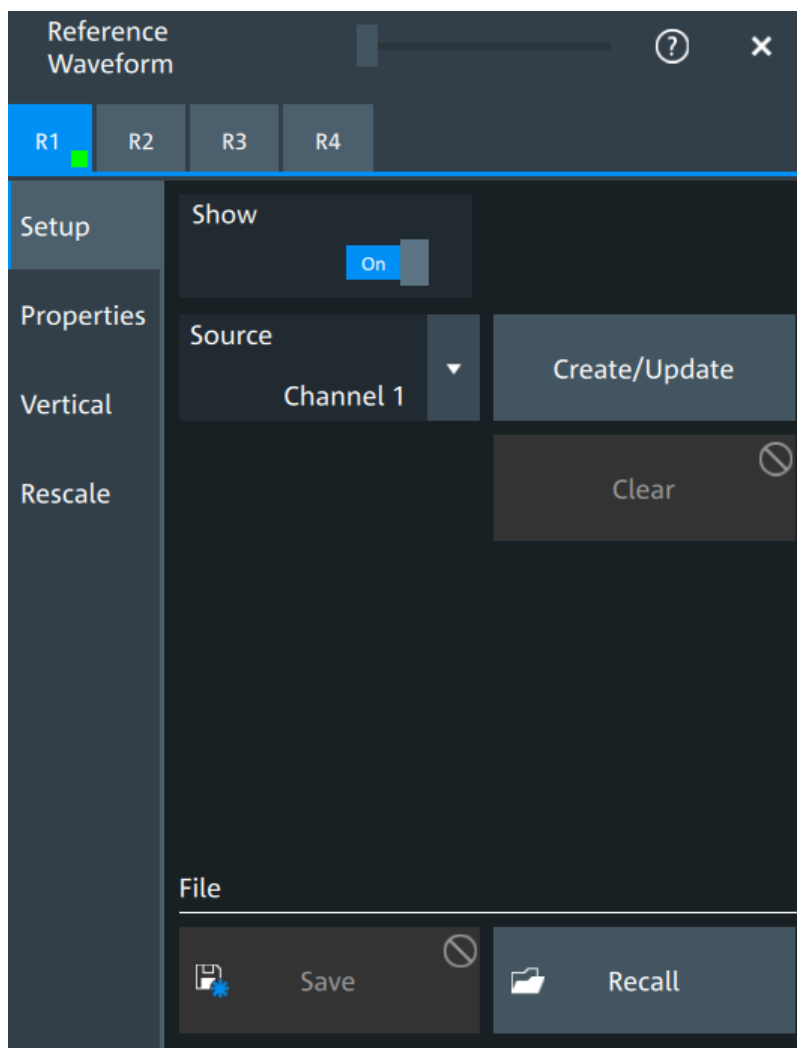 Reference
Waveform
?
R1
R2
R3
R4
Setup
Properties
Vertical
Rescale
Show
On
Source
Channel 1
Create/Update
Clear
File
Save
Recall